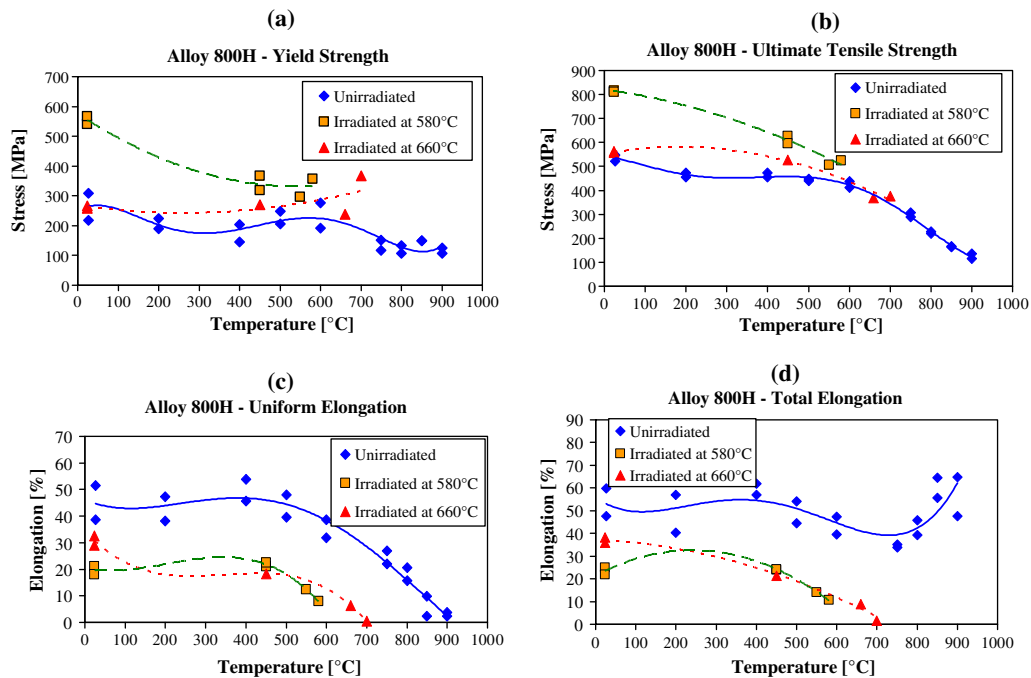 (a)
Alloy 800H - Yield Strength
Stress [MPa]
700
600
500
400
300
200
100
0
0 100 200 300 400 500 600 700 800 900 1000
Temperature [°C]
Unirradiated
Irradiated at 580°C
Irradiated at 660°C
(b)
Alloy 800H - Ultimate Tensile Strength
Stress [MPa]
900
800
700
600
500
400
300
200
100
0
0 100 200 300 400 500 600 700 800 900 1000
Temperature [°C]
Unirradiated
Irradiated at 580°C
Irradiated at 660°C
(c)
Alloy 800H - Uniform Elongation
Elongation [%]
70
60
50
40
30
20
10
0
0 100 200 300 400 500 600 700 800 900 1000
Temperature [°C]
Unirradiated
Irradiated at 580°C
Irradiated at 660°C
(d)
Alloy 800H - Total Elongation
Elongation [%]
90
80
70
60
50
40
30
20
10
0
0 100 200 300 400 500 600 700 800 900 1000
Temperature [°C]
Unirradiated
Irradiated at 580°C
Irradiated at 660°C